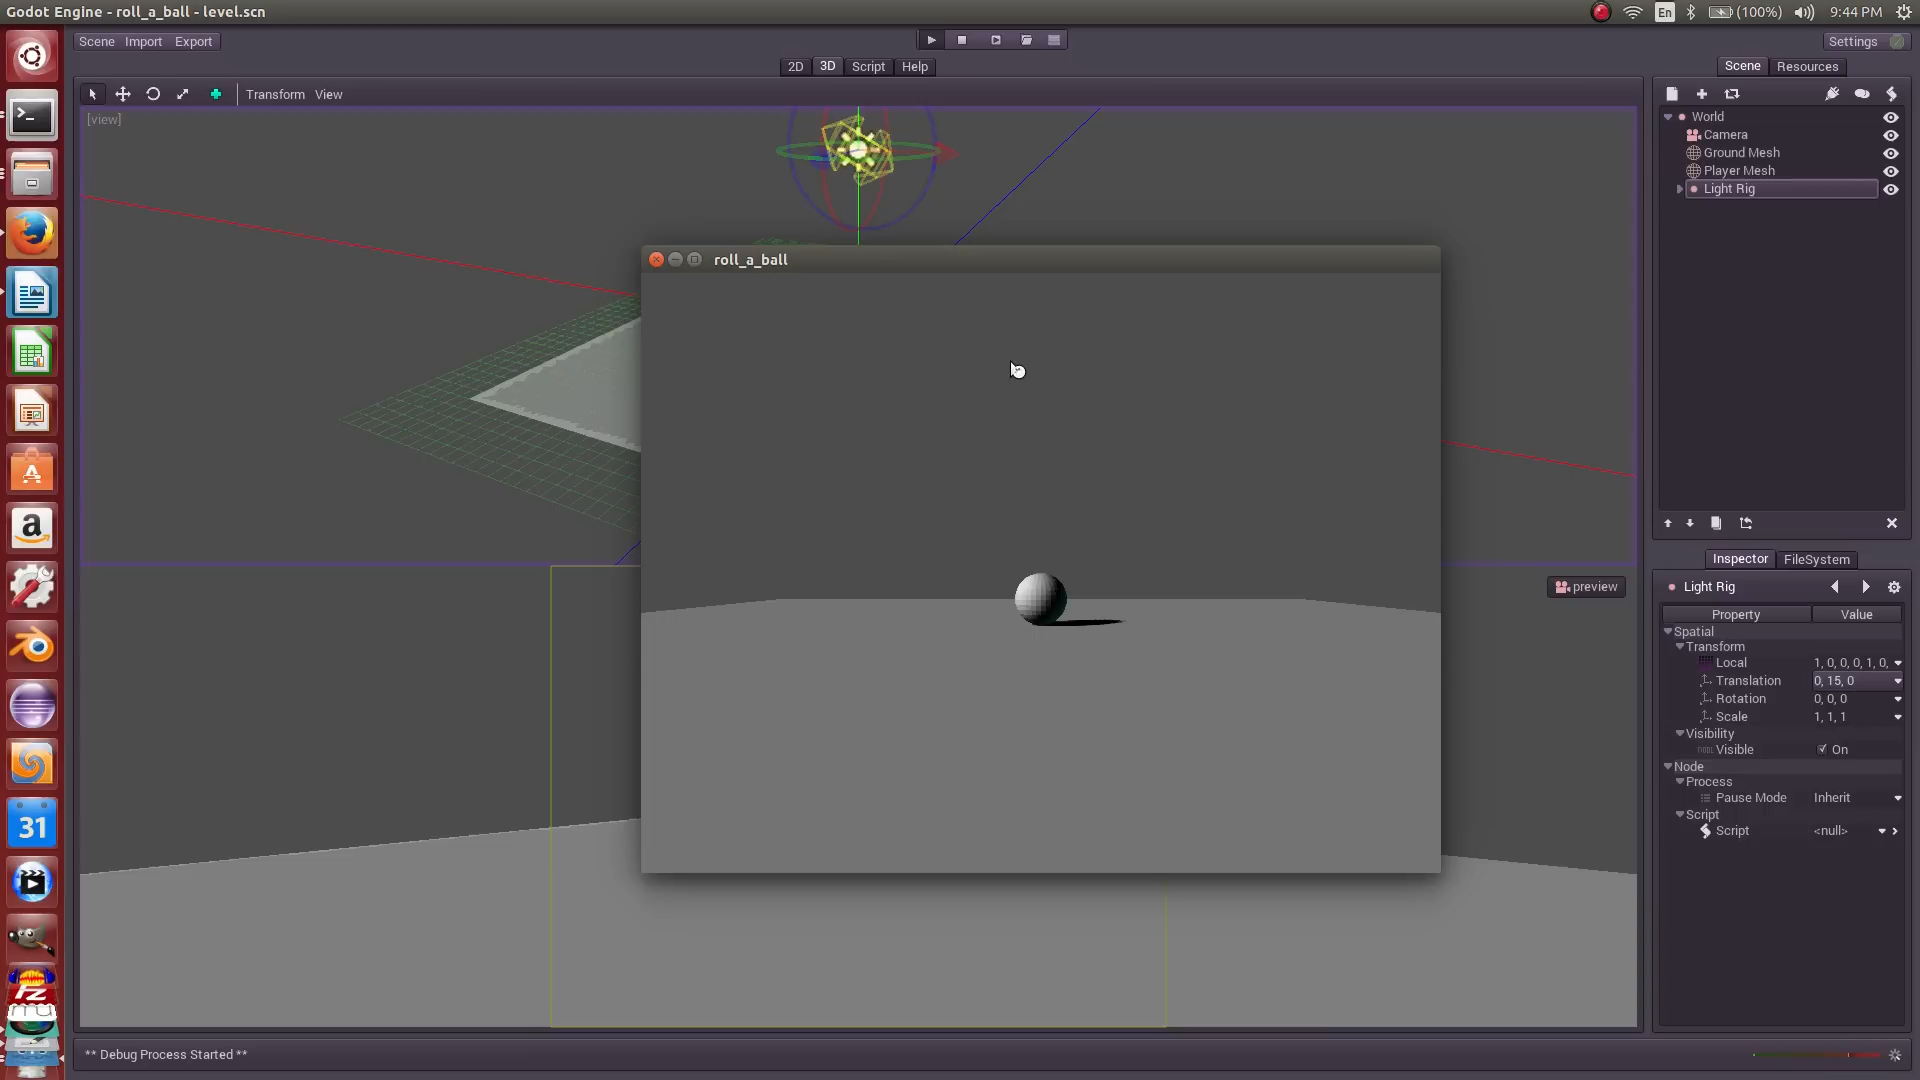 Godot Engine - roll_a_ball - level.scn
En
(100%)
9:44 PM
Scene Import Export
Settings
2D 3D Script Help
Scene Resources
Transform View
[view]
World
Camera
Ground Mesh
Player Mesh
Light Rig
roll_a_ball
Inspector FileSystem
preview
Light Rig
Property Value
Spatial
Transform
Local 1, 0, 0, 0, 1, 0,
Translation 0, 15, 0
Rotation 0, 0, 0
Scale 1, 1, 1
Visibility
Visible On
Node
Process
Pause Mode Inherit
Script
Script <null>
31
** Debug Process Started **